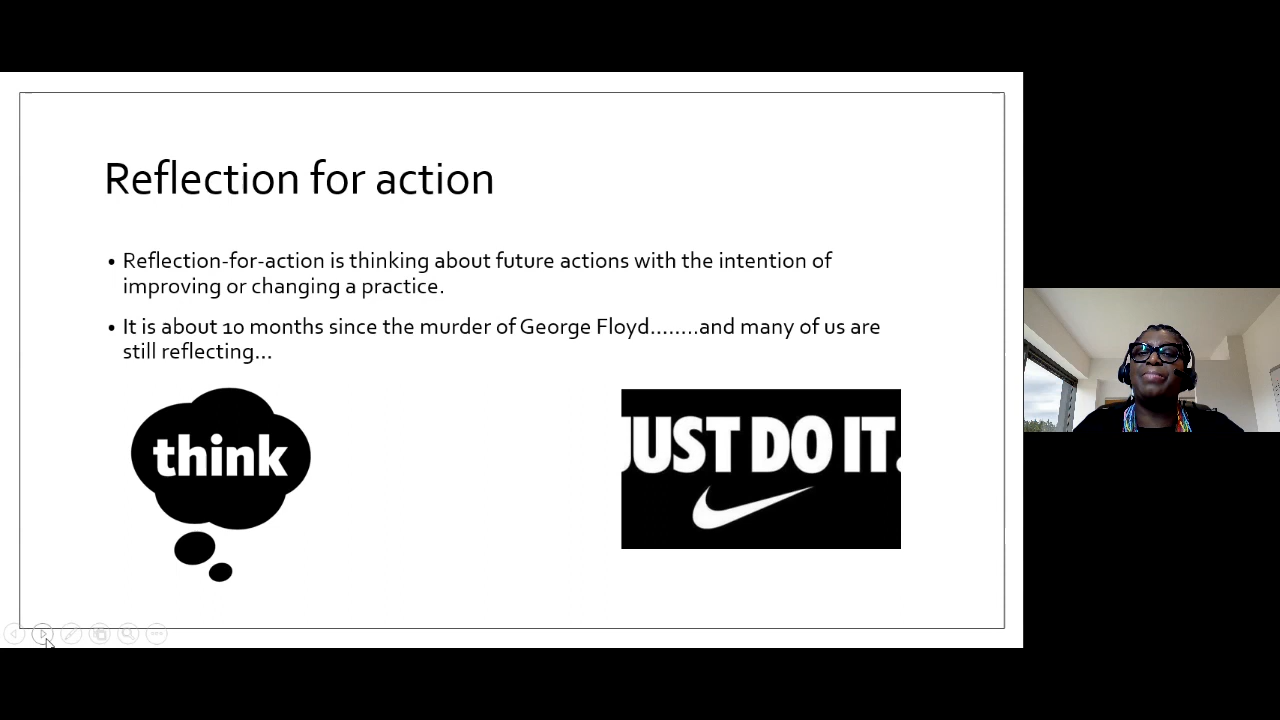 Reflection for action
• Reflection-for-action is thinking about future actions with the intention of
improving or changing a practice.
• It is about 10 months since the murder of George Floyd........and many of us are
still reflecting...
think
JUST DO IT.